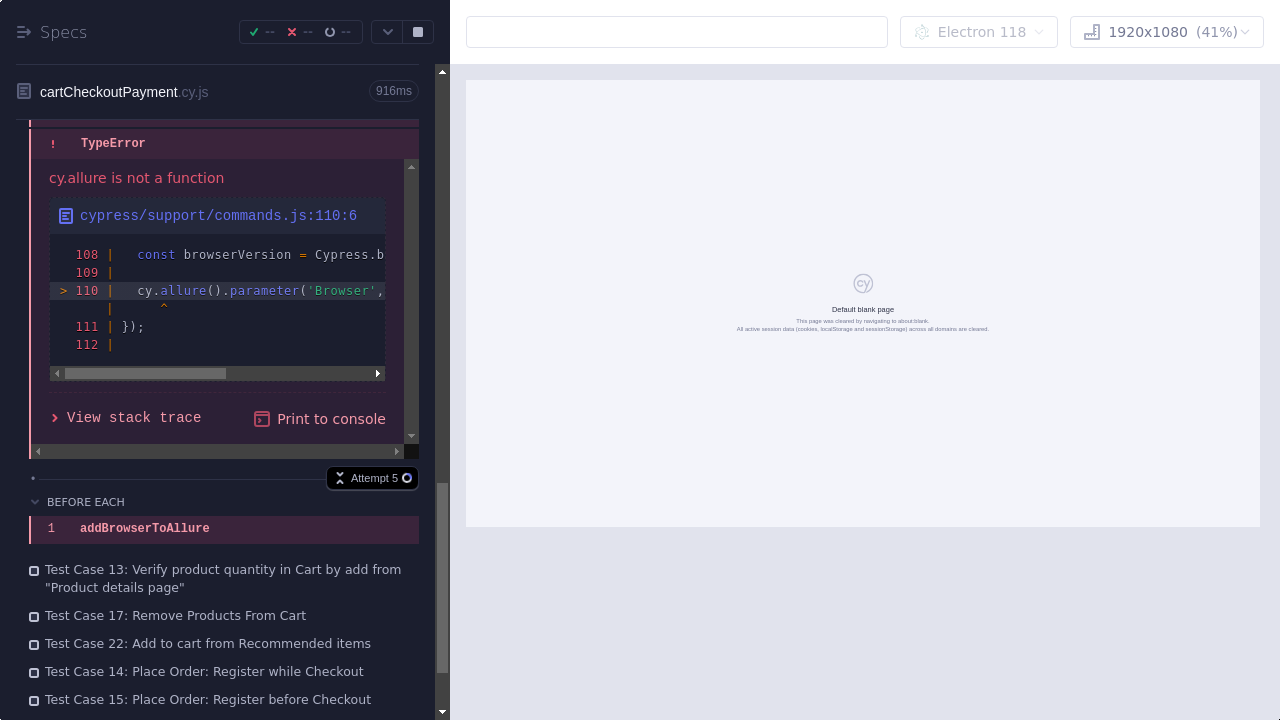 Specs
--
--
--
cartCheckoutPayment.cy.js
916ms
! TypeError
cy.allure is not a function
cypress/support/commands.js:110:6
108 |   const browserVersion = Cypress.b
109 |
> 110 |   cy.allure().parameter('Browser',
|      ^
111 | });
112 |
View stack trace
Print to console
Attempt 5
BEFORE EACH
1 addBrowserToAllure
Test Case 13: Verify product quantity in Cart by add from
"Product details page"
Test Case 17: Remove Products From Cart
Test Case 22: Add to cart from Recommended items
Test Case 14: Place Order: Register while Checkout
Test Case 15: Place Order: Register before Checkout
Electron 118
1920x1080 (41%)
cy
Default blank page
This page was cleared by navigating to about:blank.
All active session data (cookies, localStorage and sessionStorage) across all domains are cleared.